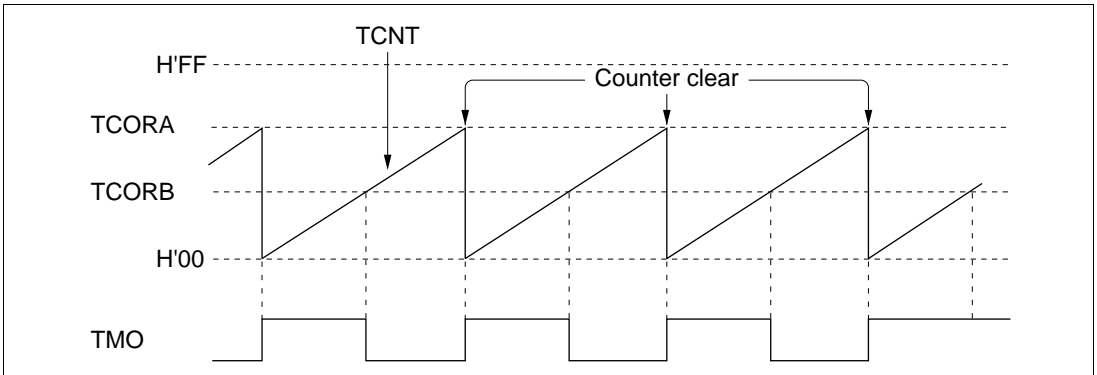 TCNT
H'FF
Counter clear
TCORA
TCORB
H'00
TMO